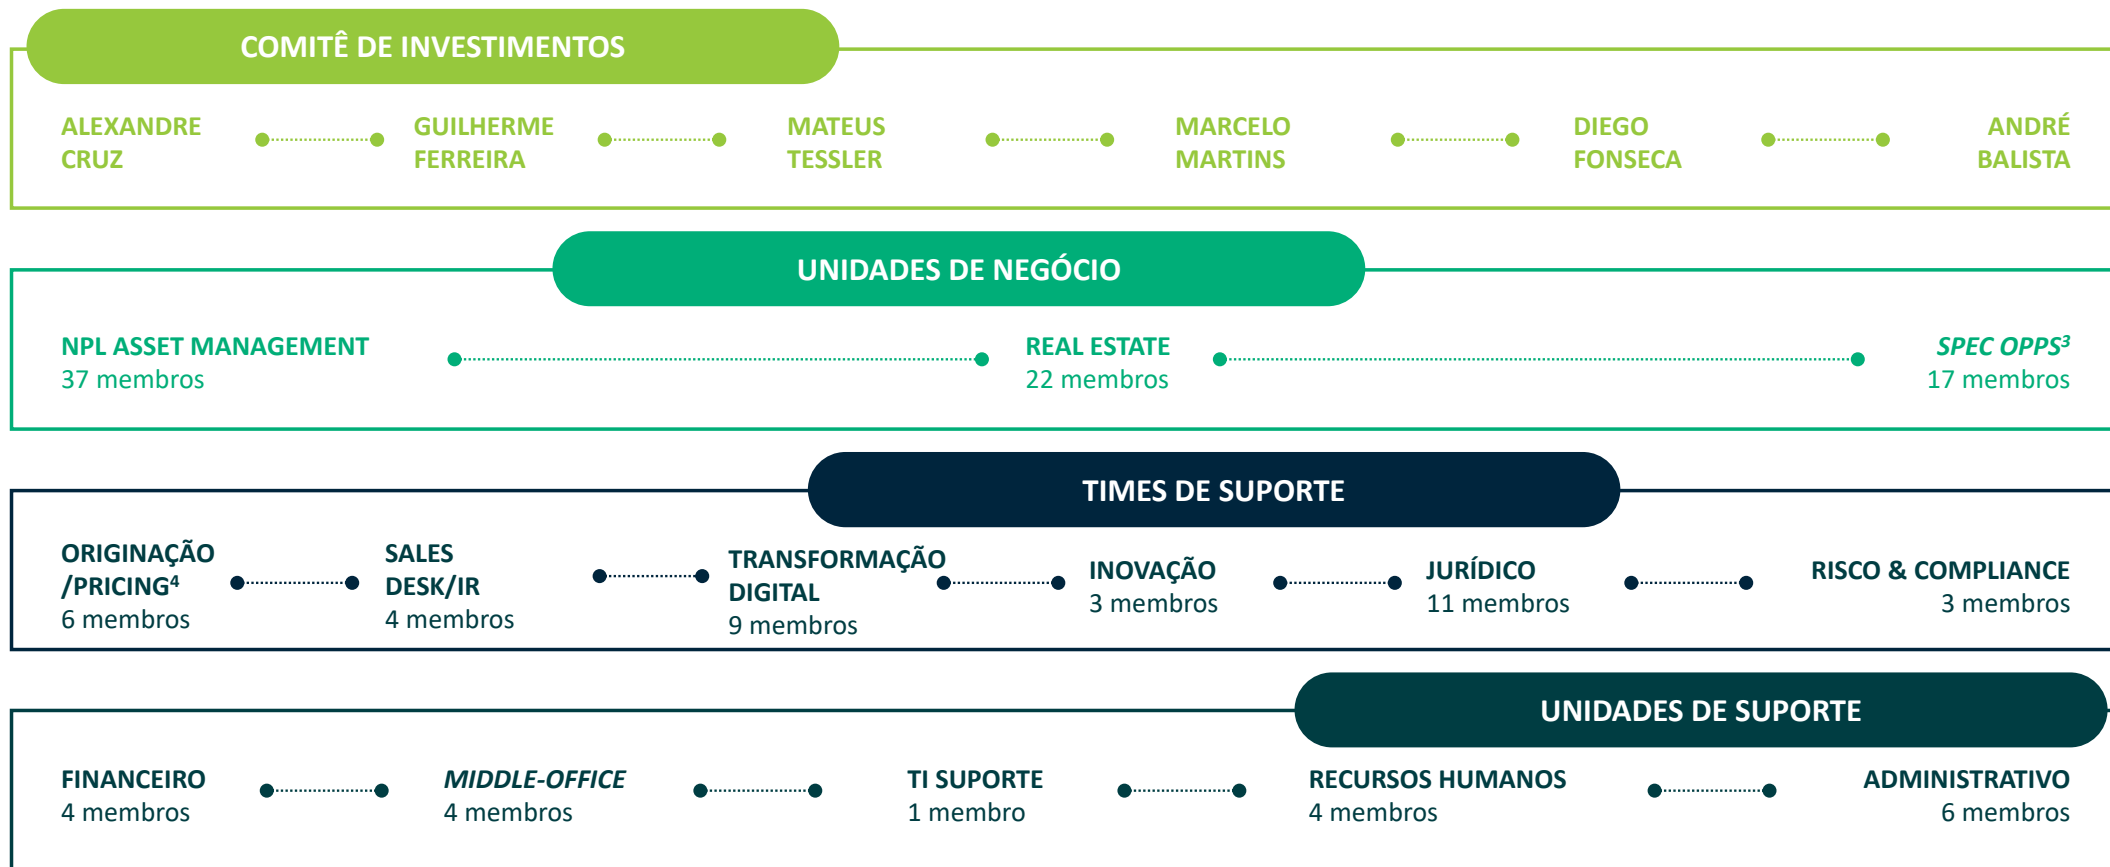 COMITÊ DE INVESTIMENTOS
ALEXANDRE
CRUZ
GUILHERME
FERREIRA
MATEUS
TESSLER
MARCELO
MARTINS
DIEGO
FONSECA
ANDRÉ
BALISTA
UNIDADES DE NEGÓCIO
NPL ASSET MANAGEMENT
37 membros
REAL ESTATE
22 membros
SPEC OPPS³
17 membros
TIMES DE SUPORTE
ORIGINAÇÃO
/PRICING⁴
6 membros
SALES
DESK/IR
4 membros
TRANSFORMAÇÃO
DIGITAL
9 membros
INOVAÇÃO
3 membros
JURÍDICO
11 membros
RISCO & COMPLIANCE
3 membros
UNIDADES DE SUPORTE
FINANCEIRO
4 membros
MIDDLE-OFFICE
4 membros
TI SUPORTE
1 membro
RECURSOS HUMANOS
4 membros
ADMINISTRATIVO
6 membros